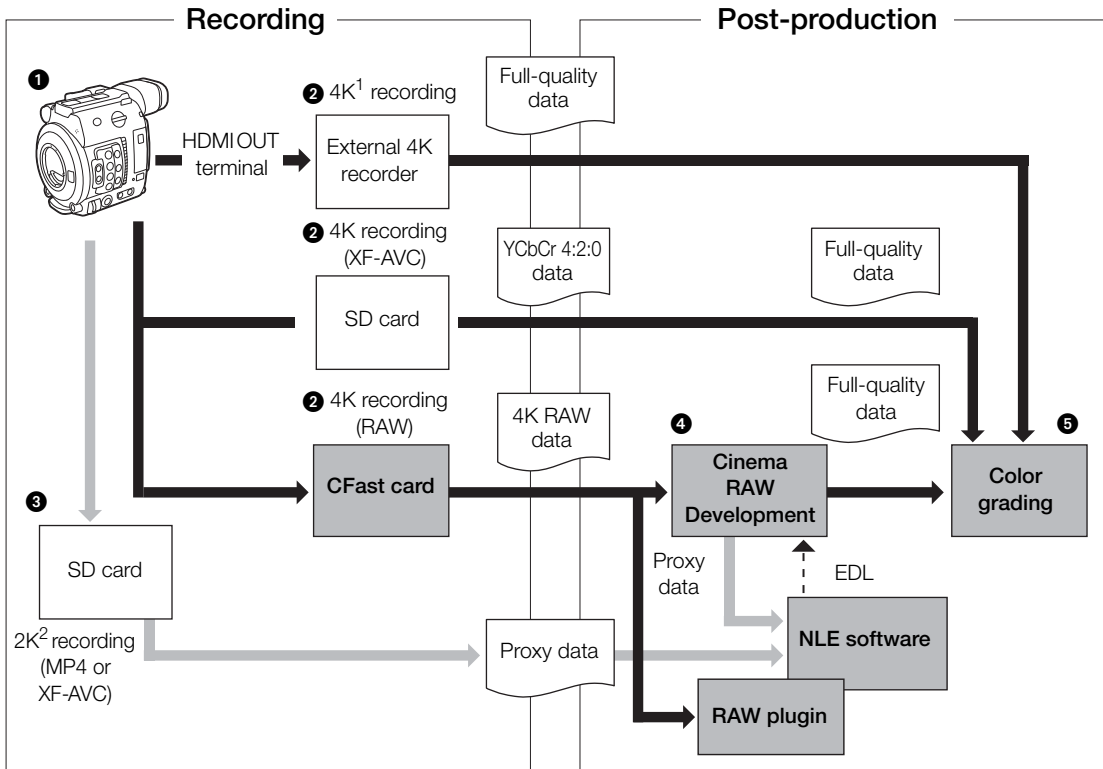 Recording
Post-production
❶
❷ 4K¹ recording
Full-quality
data
HDMI OUT
terminal
External 4K
recorder
❷ 4K recording
(XF-AVC)
YCbCr 4:2:0
data
Full-quality
data
SD card
❷ 4K recording
(RAW)
4K RAW
data
Full-quality
data
❹
❺
CFast card
Cinema
RAW
Development
Color
grading
❸
SD card
Proxy
data
EDL
2K² recording
(MP4 or
XF-AVC)
Proxy data
NLE software
RAW plugin